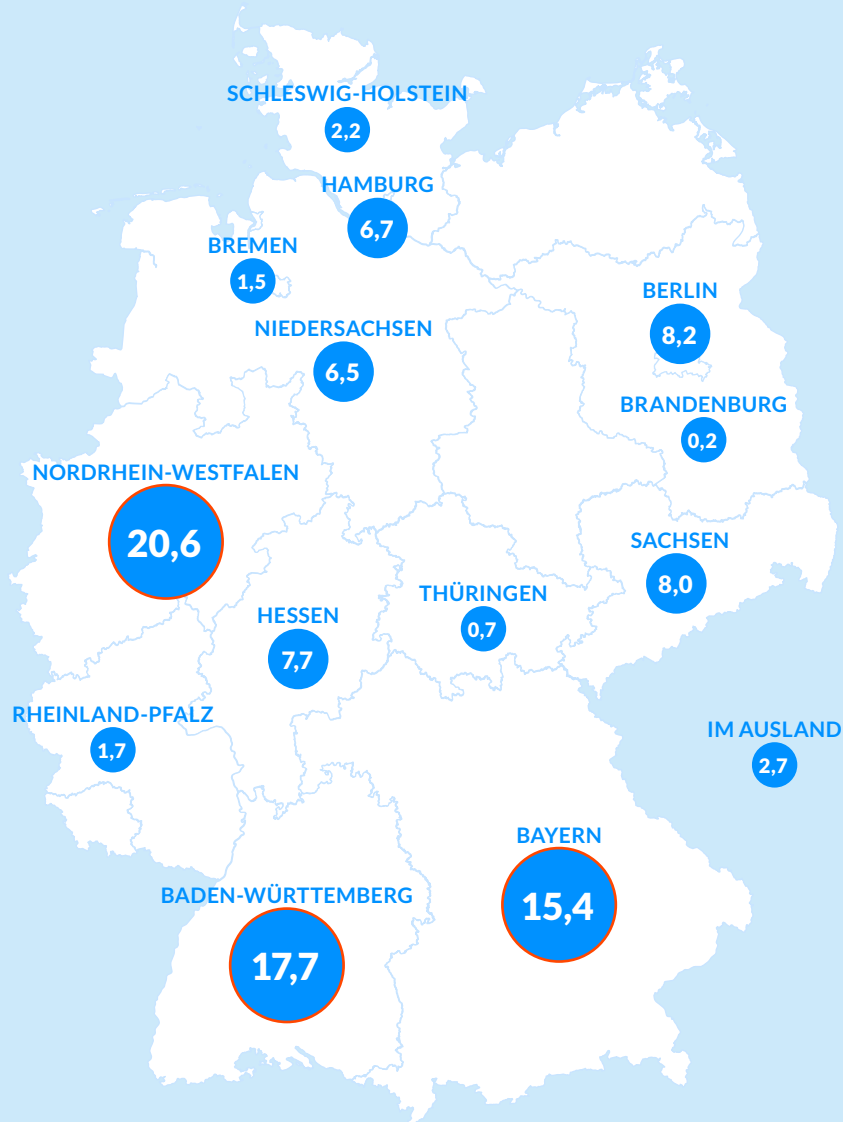 SCHLESWIG-HOLSTEIN
2,2
HAMBURG
6,7
BREMEN
1,5
BERLIN
8,2
NIEDERSACHSEN
6,5
BRANDENBURG
0,2
NORDRHEIN-WESTFALEN
20,6
SACHSEN
8,0
THÜRINGEN
0,7
HESSEN
7,7
RHEINLAND-PFALZ
1,7
IM AUSLAND
2,7
BAYERN
15,4
BADEN-WÜRTTEMBERG
17,7